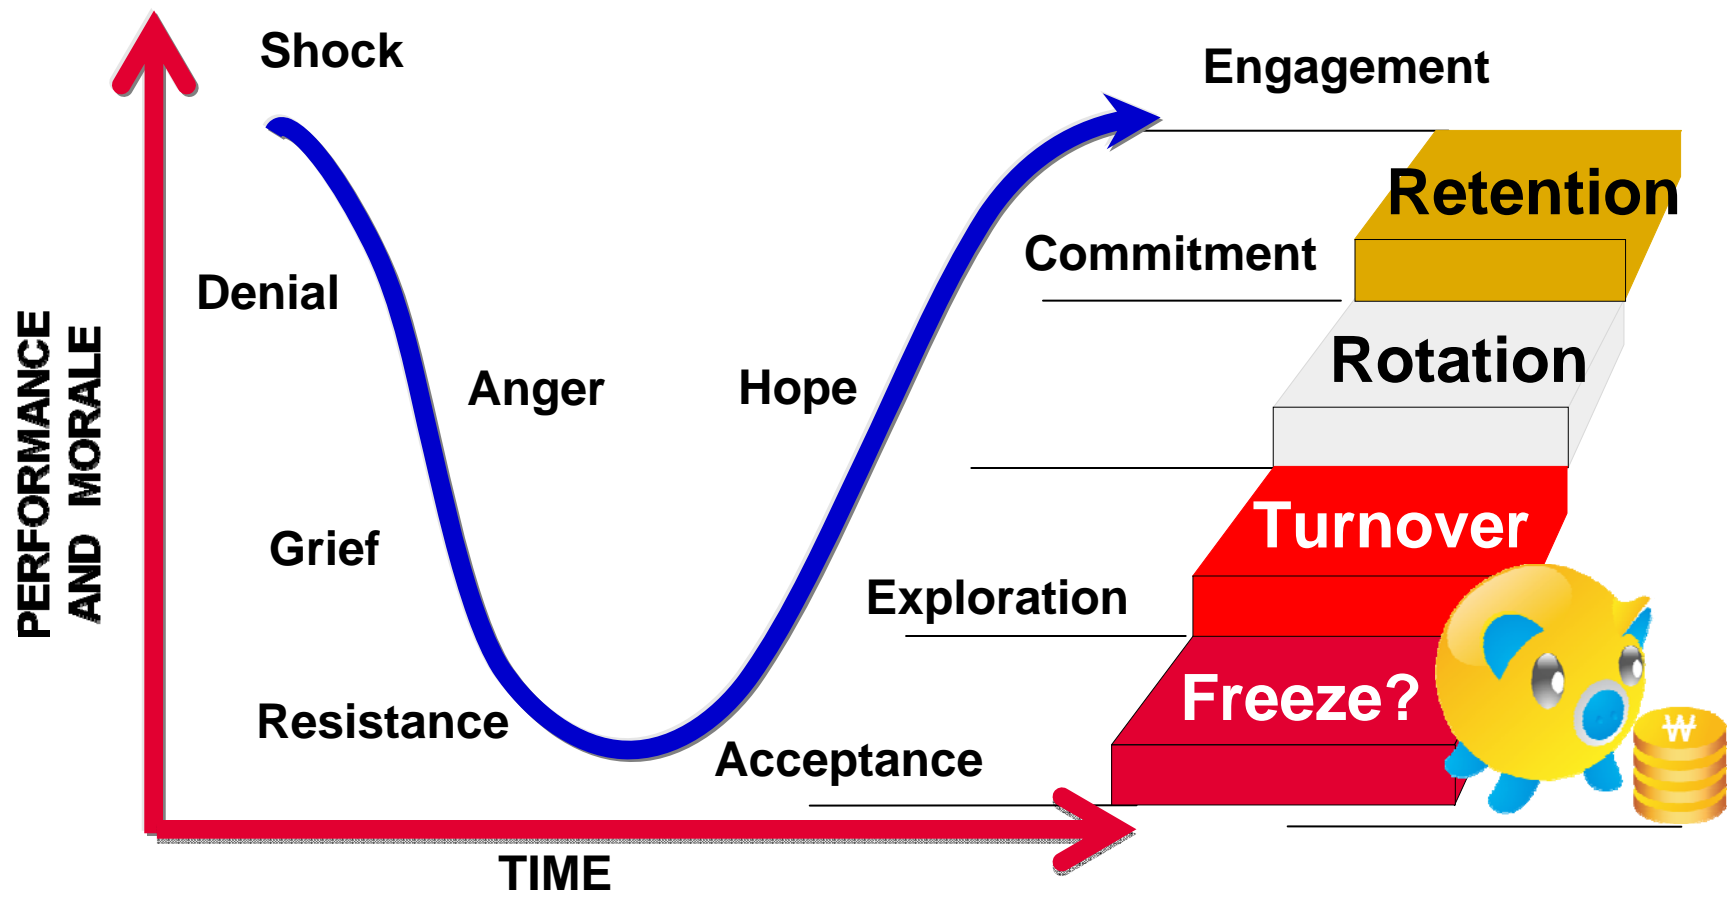 Shock
Engagement
Retention
Commitment
Denial
Rotation
Anger
Hope
PERFORMANCE
AND MORALE
Turnover
Grief
Exploration
Freeze?
Resistance
₩
Acceptance
TIME